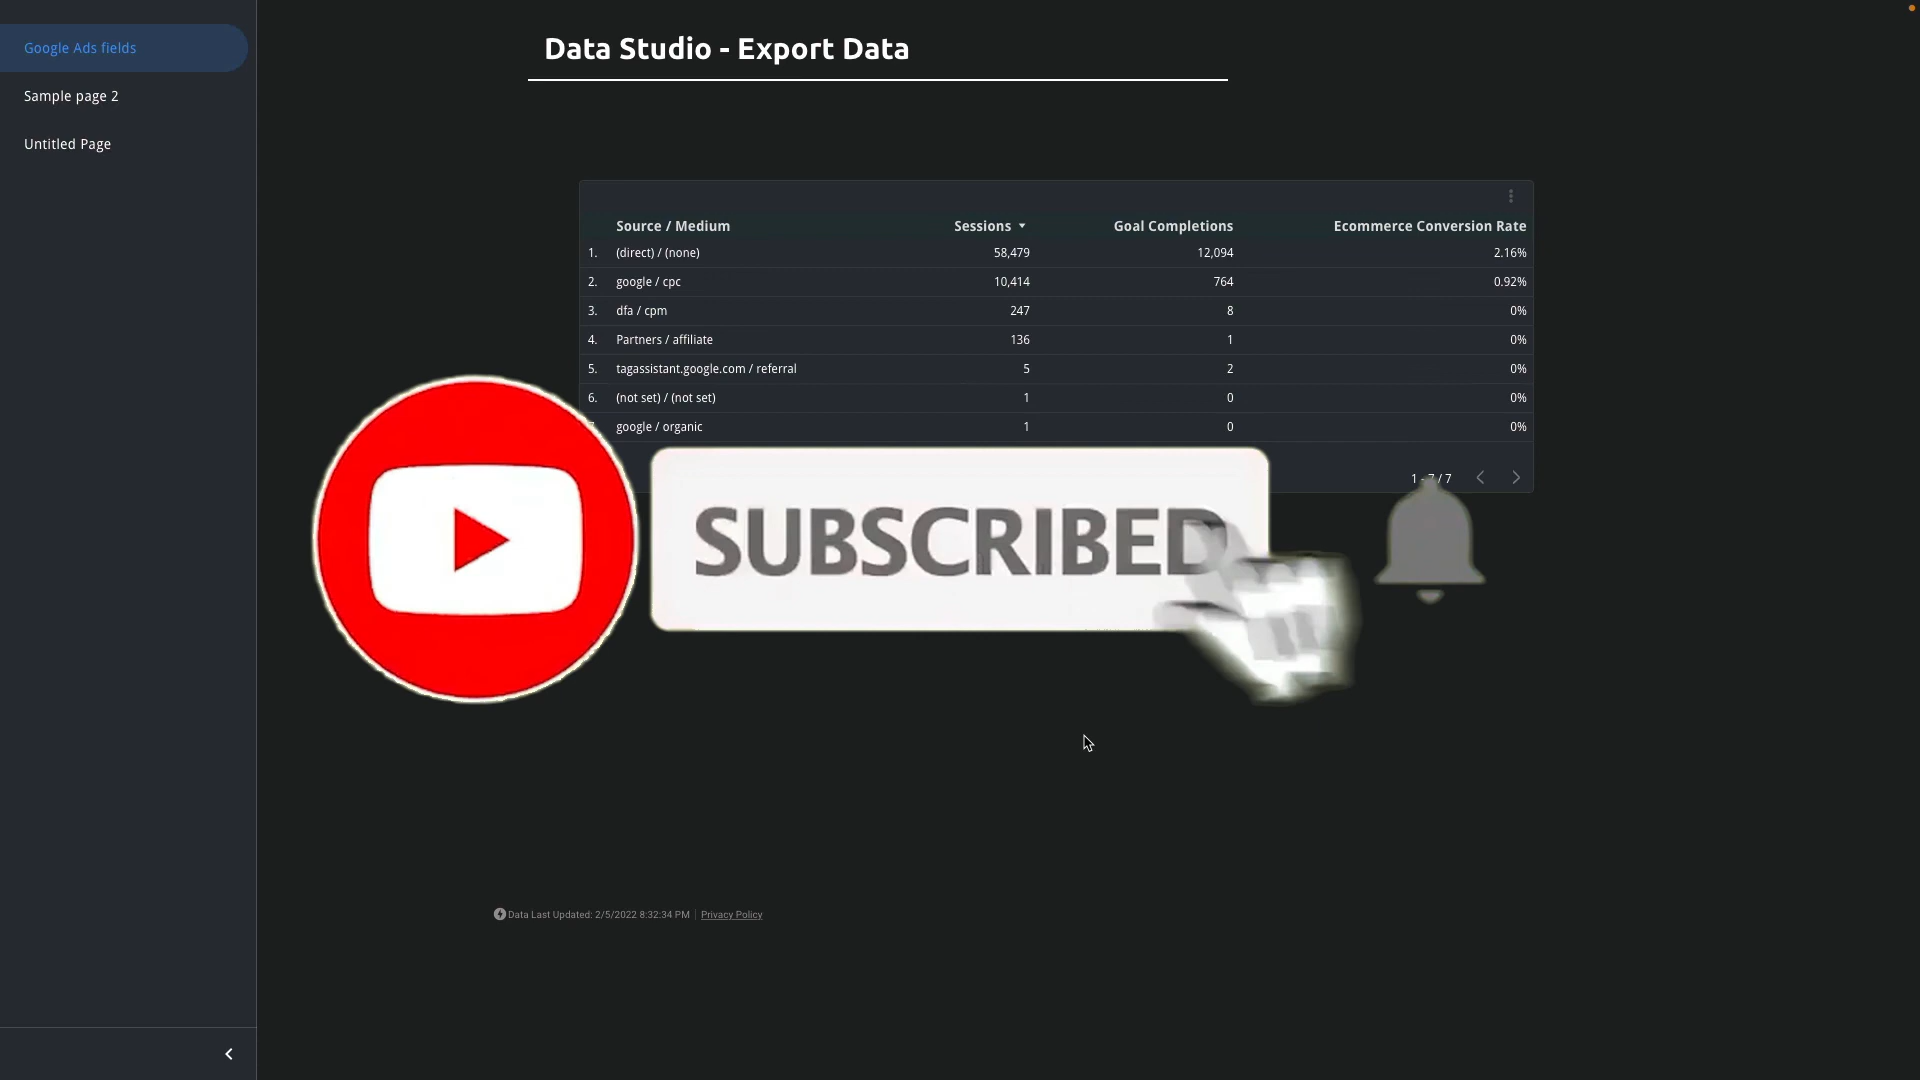 Google Ads fields
Sample page 2
Untitled Page
Data Studio - Export Data
Source / Medium Sessions Goal Completions Ecommerce Conversion Rate
1. (direct) / (none) 58,479 12,094 2.16%
2. google / cpc 10,414 764 0.92%
3. dfa / cpm 247 8 0%
4. Partners / affiliate 136 1 0%
5. tagassistant.google.com / referral 5 2 0%
6. (not set) / (not set) 1 0 0%
google / organic 1 0 0%
1 - 7 / 7
SUBSCRIBED
Data Last Updated: 2/5/2022 8:32:34 PM | Privacy Policy